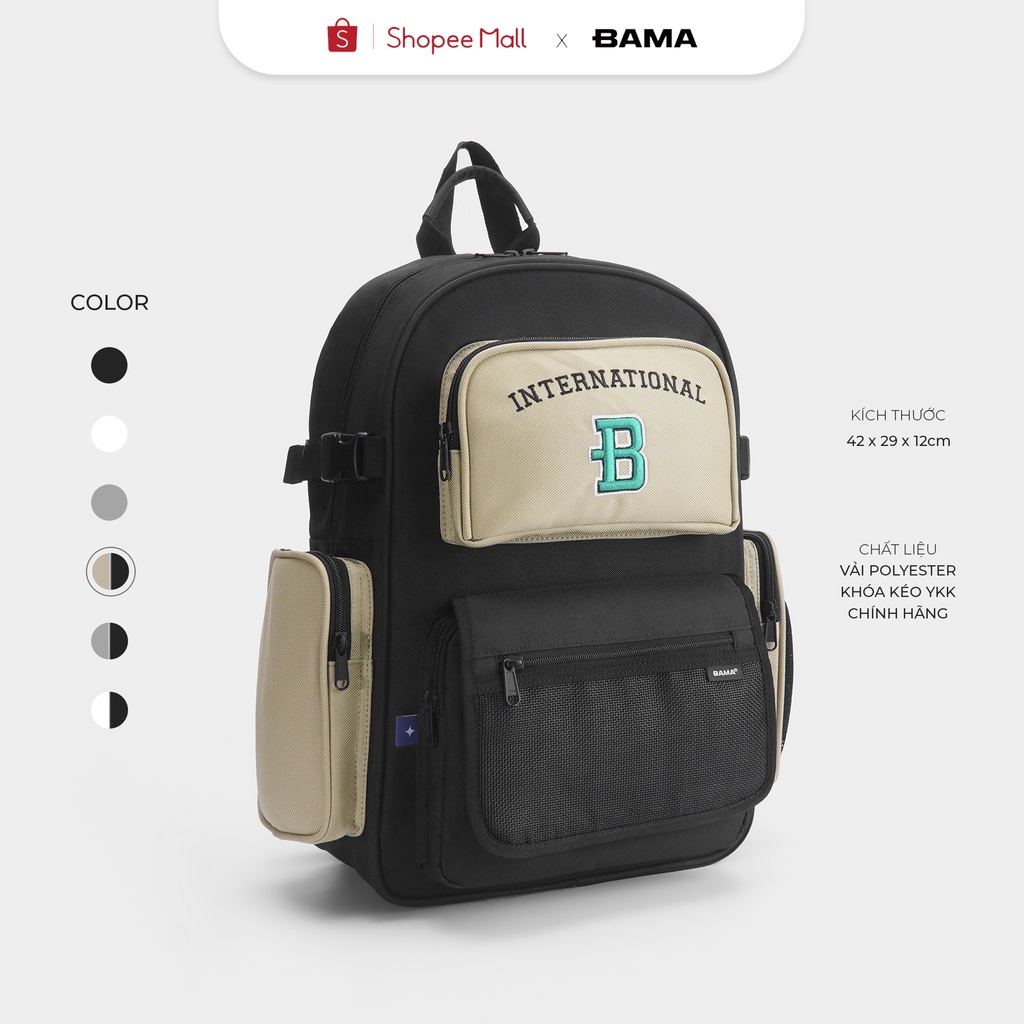 S Shopee Mall x BAMA
COLOR
INTERNATIONAL
B
KÍCH THƯỚC
42 x 29 x 12cm
CHẤT LIỆU
VẢI POLYESTER
KHÓA KÉO YKK
CHÍNH HÃNG
BAMA®